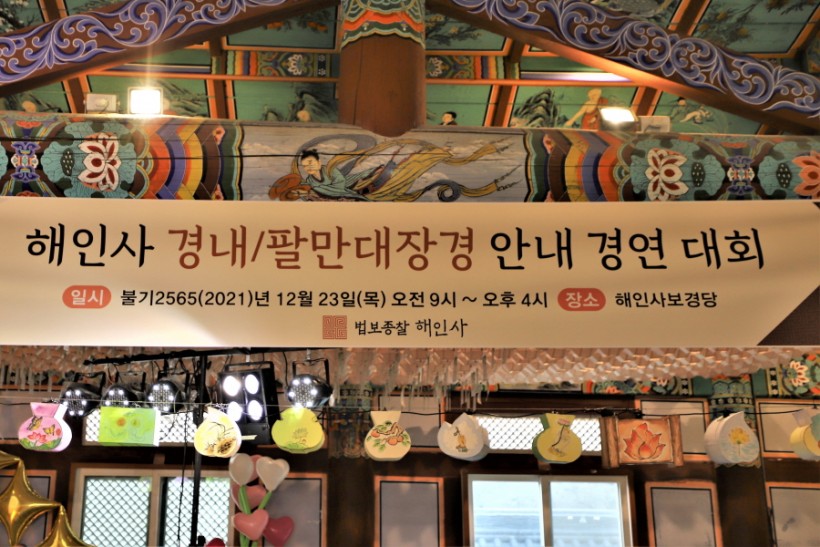 해인사 경내/팔만대장경 안내 경연 대회
일시 불기2565(2021)년 12월 23일(목) 오전 9시 ~ 오후 4시 장소 해인사보경당
법보종찰 해인사